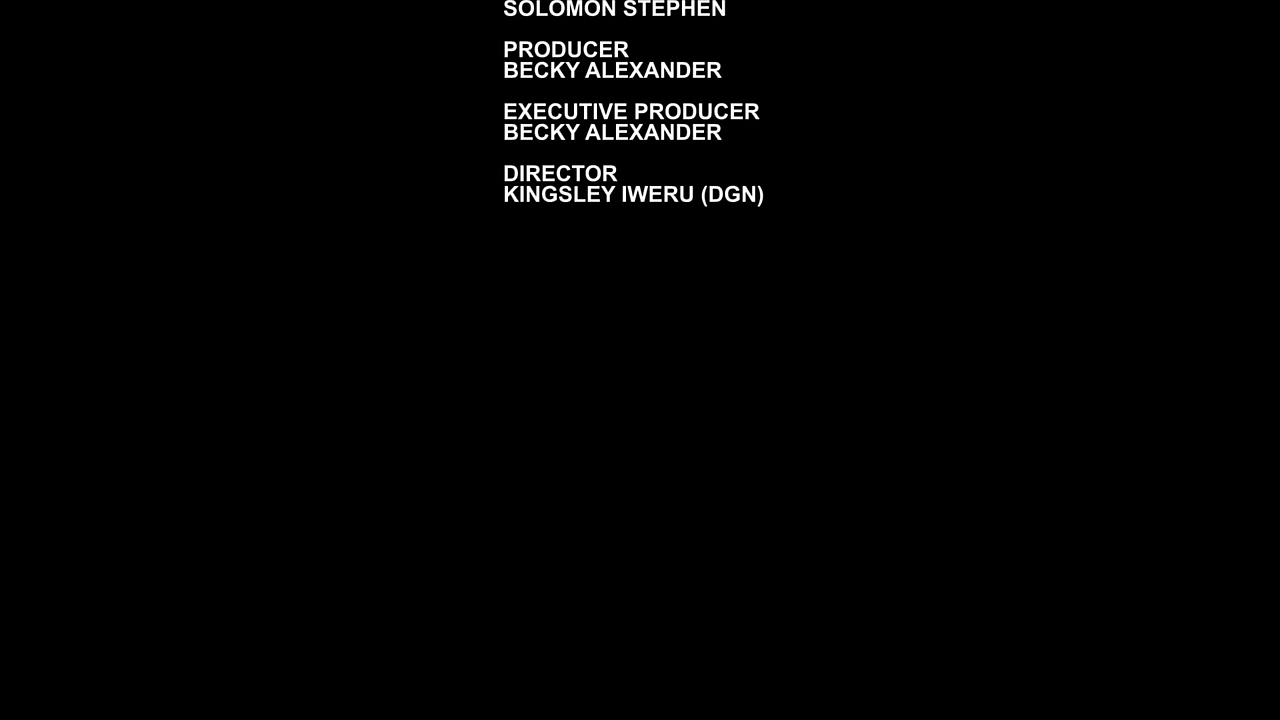 SOLOMON STEPHEN
PRODUCER
BECKY ALEXANDER
EXECUTIVE PRODUCER
BECKY ALEXANDER
DIRECTOR
KINGSLEY IWERU (DGN)